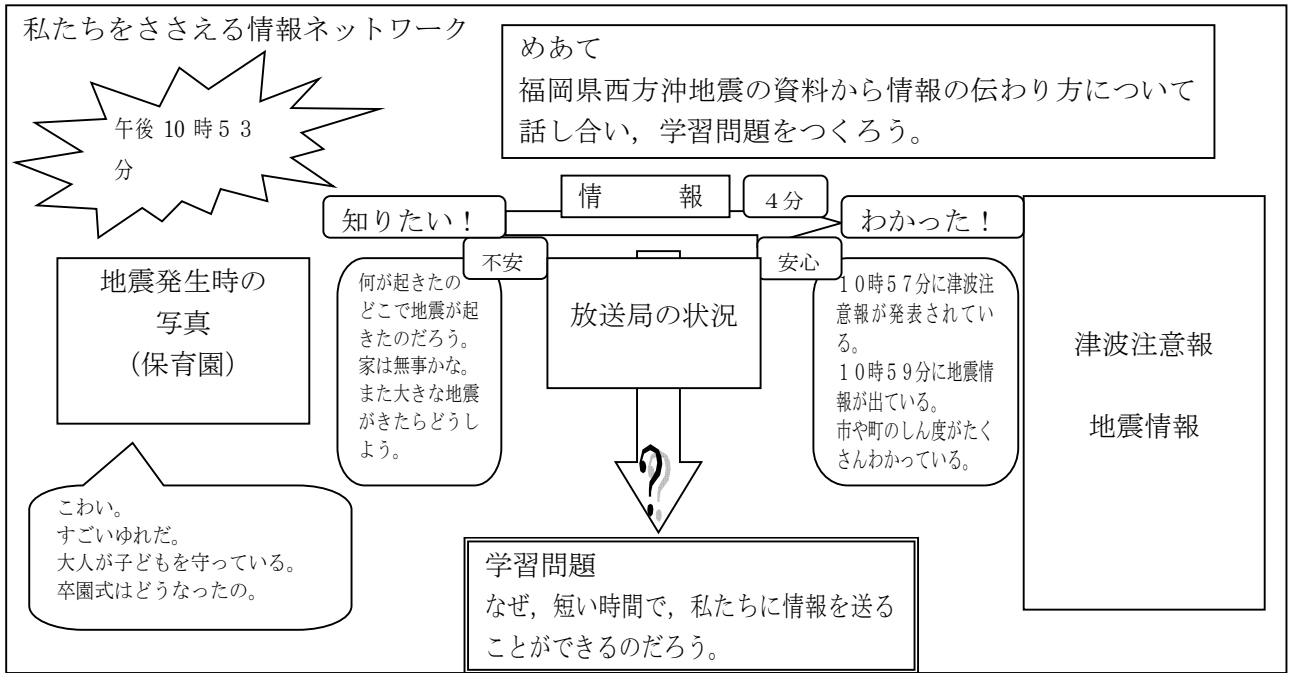 私たちをささえる情報ネットワーク
めあて
福岡県西方沖地震の資料から情報の伝わり方について
話し合い，学習問題をつくろう。
午後 10 時５３
分
情　　報
４分
知りたい！
わかった！
不安
安心
地震発生時の
写真
（保育園）
何が起きたの
どこで地震が起
きたのだろう。
家は無事かな。
また大きな地震
がきたらどうし
よう。
放送局の状況
１０時５７分に津波注
意報が発表されてい
る。
１０時５９分に地震情
報が出ている。
市や町のしん度がたく
さんわかっている。
津波注意報
地震情報
こわい。
すごいゆれだ。
大人が子どもを守っている。
卒園式はどうなったの。
？
学習問題
なぜ，短い時間で，私たちに情報を送る
ことができるのだろう。